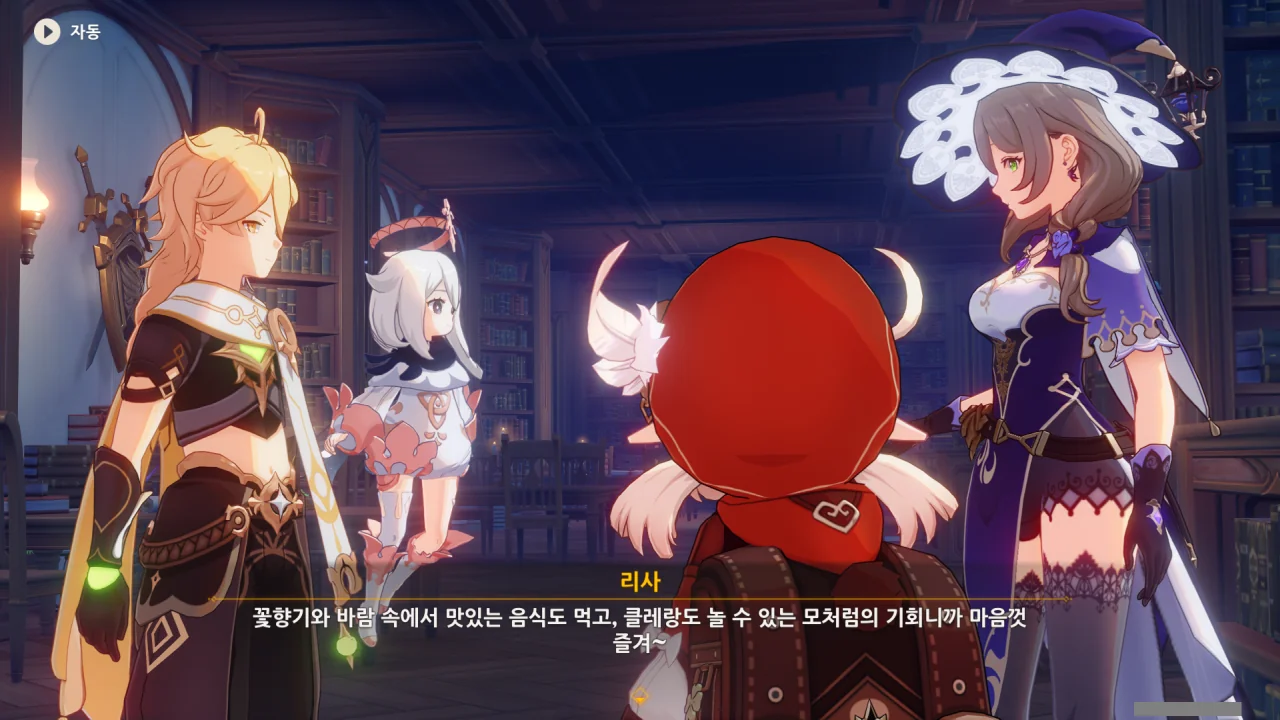 자동
리사
꽃향기와 바람 속에서 맛있는 음식도 먹고, 클레랑도 놀 수 있는 모처럼의 기회니까 마음껏
즐겨~